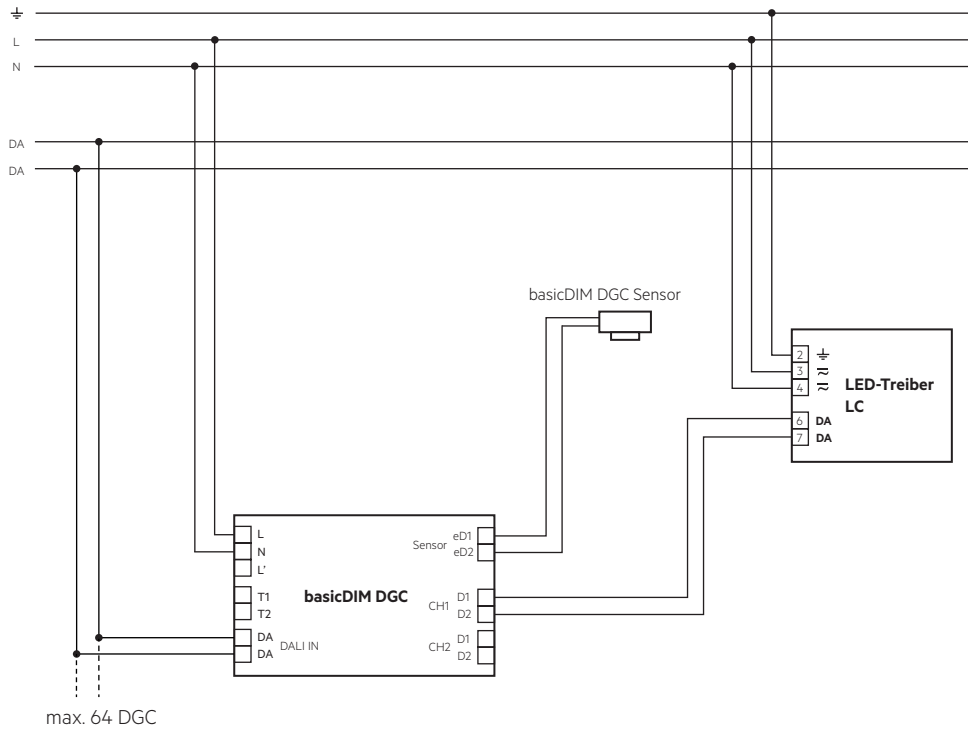 L
N
DA
DA
basicDIM DGC Sensor
2
3
4
LED-Treiber
LC
6 DA
7 DA
L
N
L'
T1
T2
DA
DA
DALI IN
basicDIM DGC
Sensor
eD1
eD2
CH1
D1
D2
CH2
D1
D2
max. 64 DGC